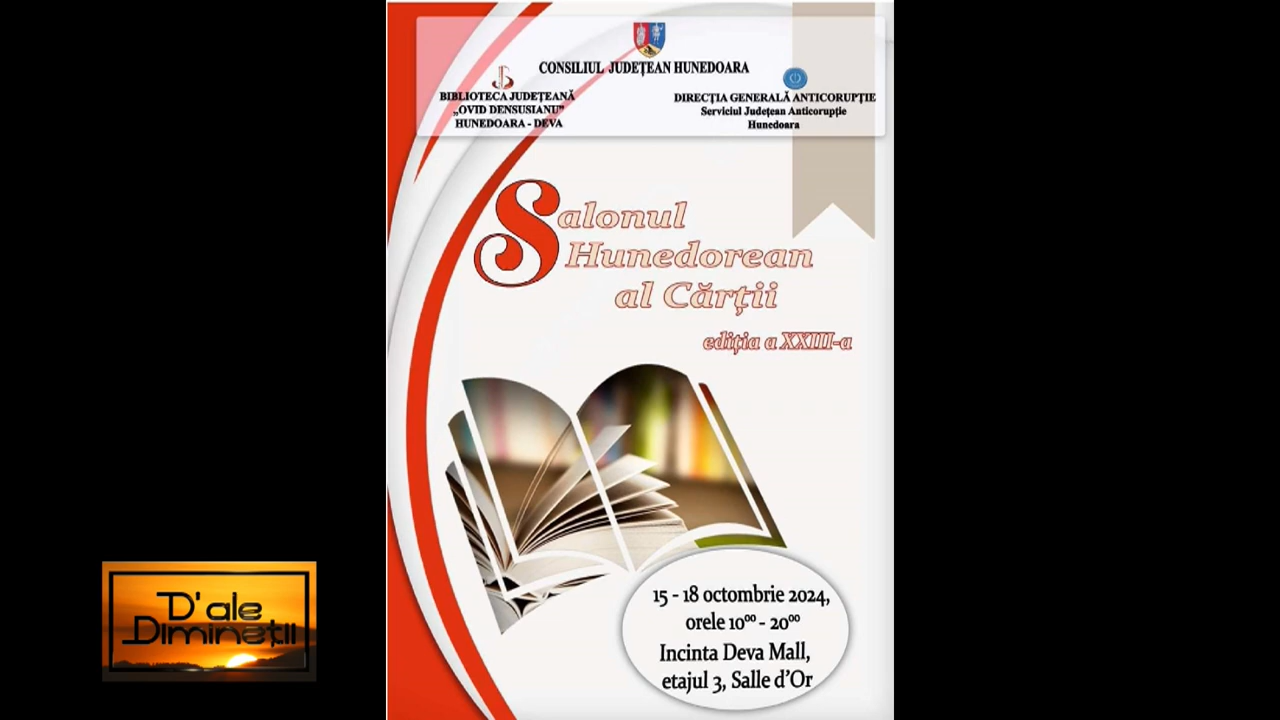 CONSILIUL JUDEȚEAN HUNEDOARA
BIBLIOTECA JUDEȚEANĂ
„OVID DENSUSIANU”
HUNEDOARA - DEVA
DIRECȚIA GENERALĂ ANTICORUPȚIE
Serviciul Județean Anticorupție
Hunedoara
Salonul
Hunedorean
al Cărții
ediția a XXIII-a
15 - 18 octombrie 2024,
orele 10⁰⁰ - 20⁰⁰
Incinta Deva Mall,
etajul 3, Salle d’Or
D'ale
Dimineții